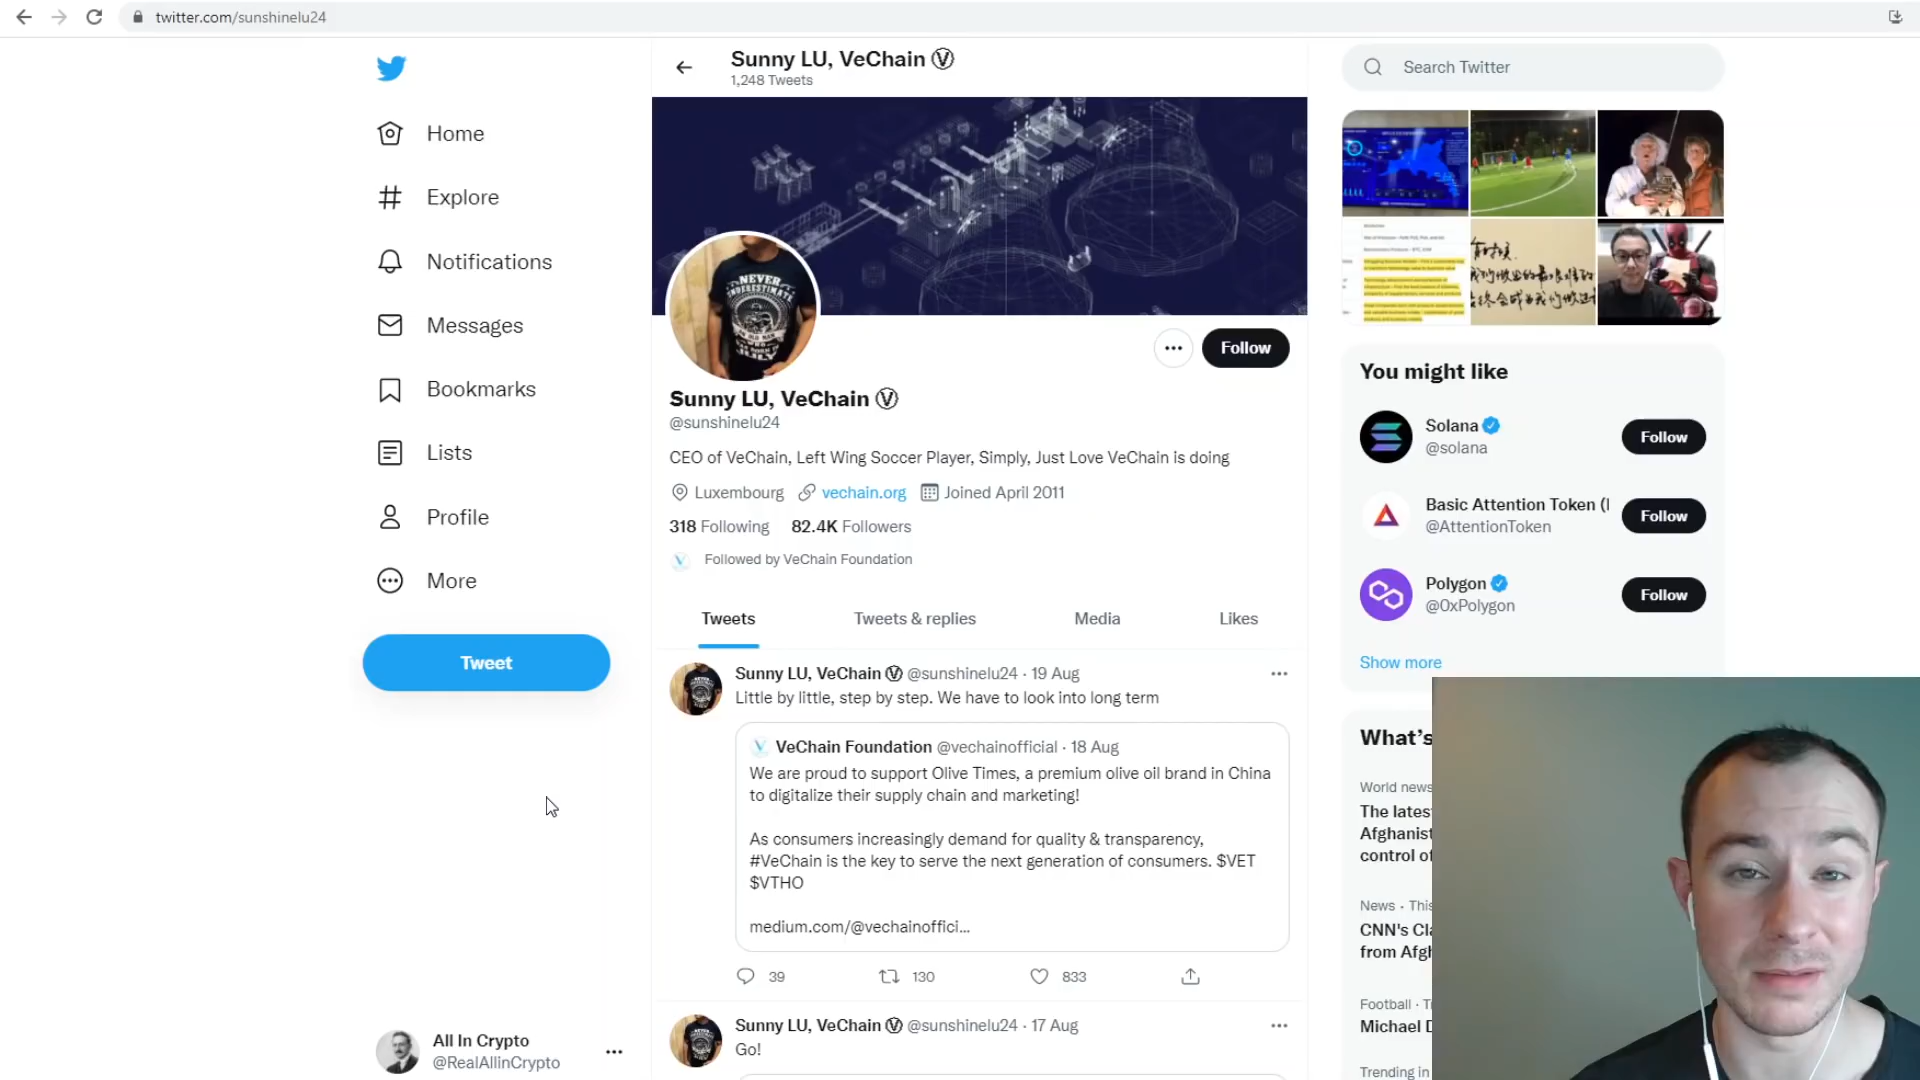 twitter.com/sunshinelu24
Home
Explore
Notifications
Messages
Bookmarks
Lists
Profile
More
Tweet
All In Crypto
@RealAllinCrypto
Sunny LU, VeChain Ⓥ
1,248 Tweets
NEVER
UNDERESTIMATE
JULY
Follow
Sunny LU, VeChain Ⓥ
@sunshinelu24
CEO of VeChain, Left Wing Soccer Player, Simply, Just Love VeChain is doing
Luxembourg vechain.org Joined April 2011
318 Following 82.4K Followers
Followed by VeChain Foundation
Tweets Tweets & replies Media Likes
Sunny LU, VeChain Ⓥ @sunshinelu24 · 19 Aug
Little by little, step by step. We have to look into long term
VeChain Foundation @vechainofficial · 18 Aug
We are proud to support Olive Times, a premium olive oil brand in China
to digitalize their supply chain and marketing!
As consumers increasingly demand for quality & transparency,
#VeChain is the key to serve the next generation of consumers. $VET
$VTHO
medium.com/@vechainoffici...
39 130 833
Sunny LU, VeChain Ⓥ @sunshinelu24 · 17 Aug
Go!
Search Twitter
You might like
Solana
@solana
Follow
Basic Attention Token (
@AttentionToken
Follow
Polygon
@0xPolygon
Follow
Show more
What's
World news
The lates
Afghanist
control of
News · This
CNN's Cl
from Afgh
Football · T
Michael D
Trending in